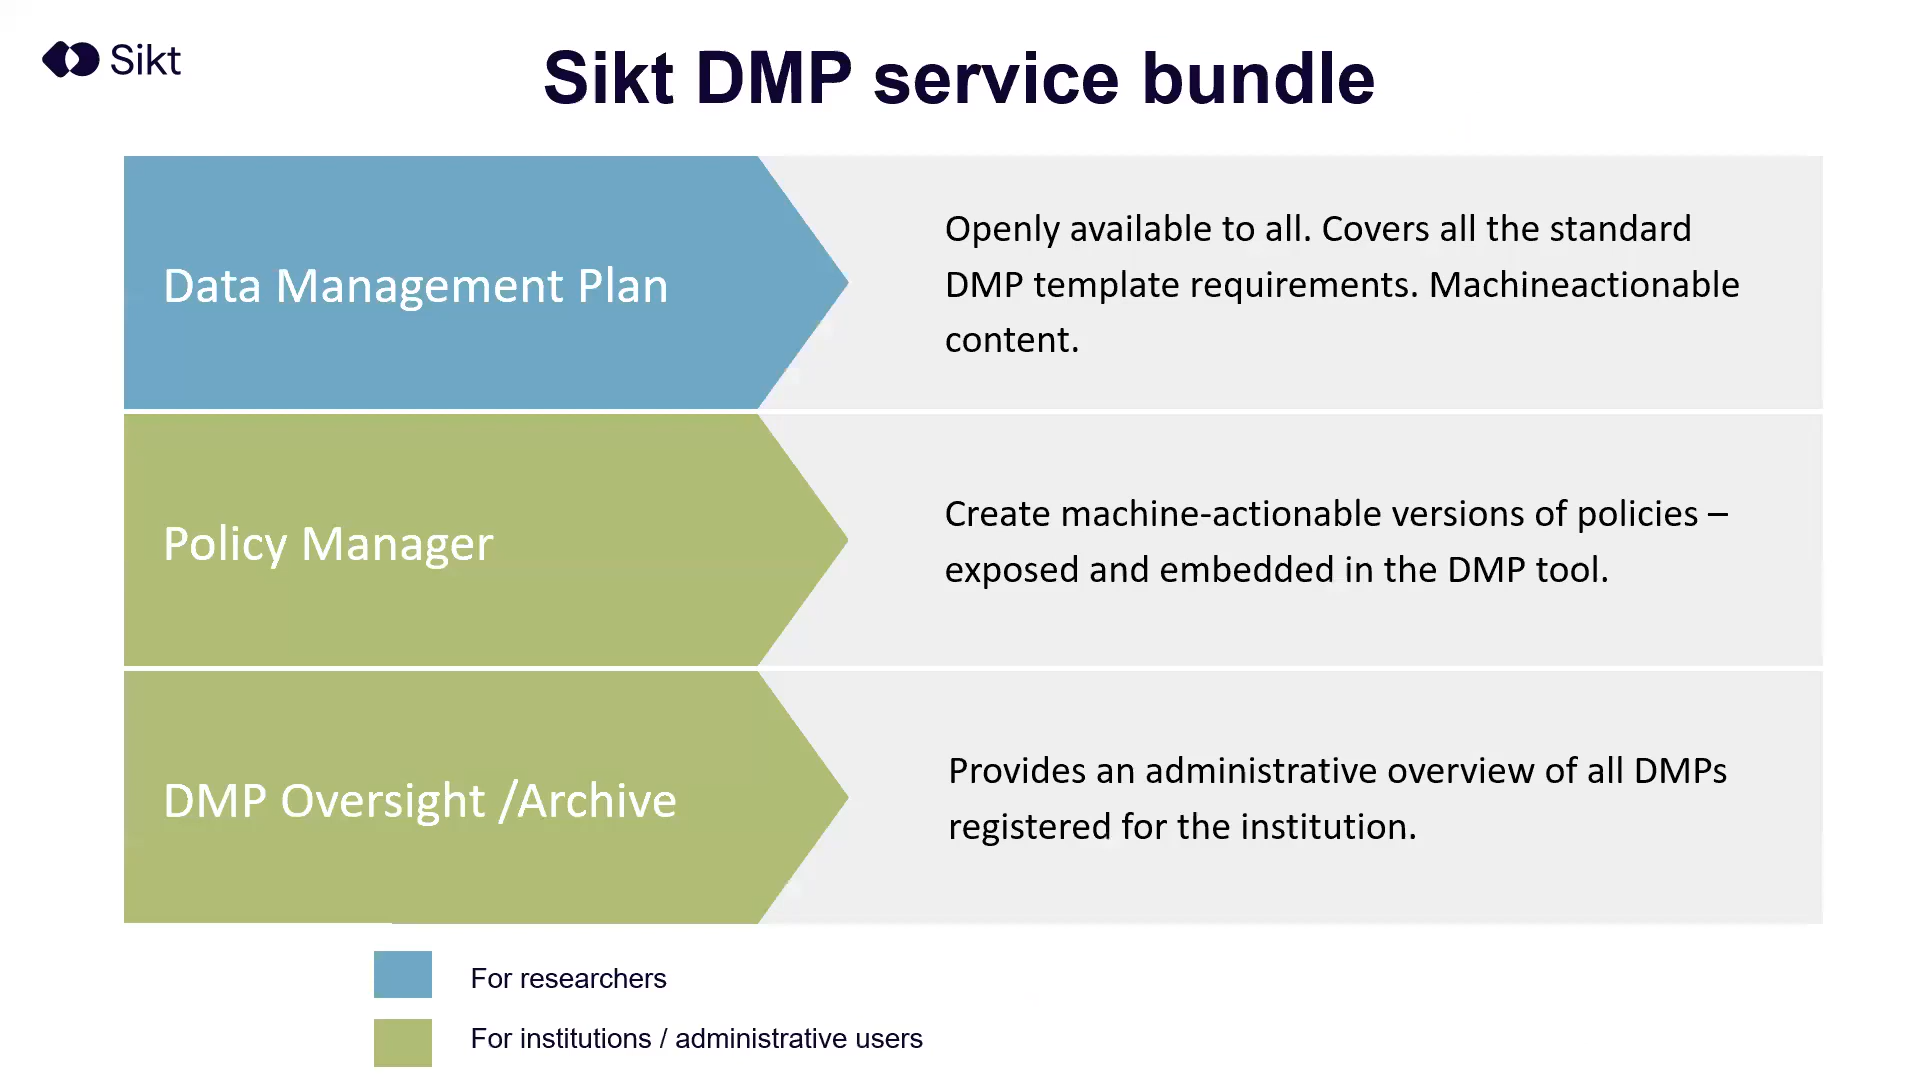 Sikt
Sikt DMP service bundle
Data Management Plan
Openly available to all. Covers all the standard
DMP template requirements. Machineactionable
content.
Policy Manager
Create machine-actionable versions of policies –
exposed and embedded in the DMP tool.
DMP Oversight /Archive
Provides an administrative overview of all DMPs
registered for the institution.
For researchers
For institutions / administrative users